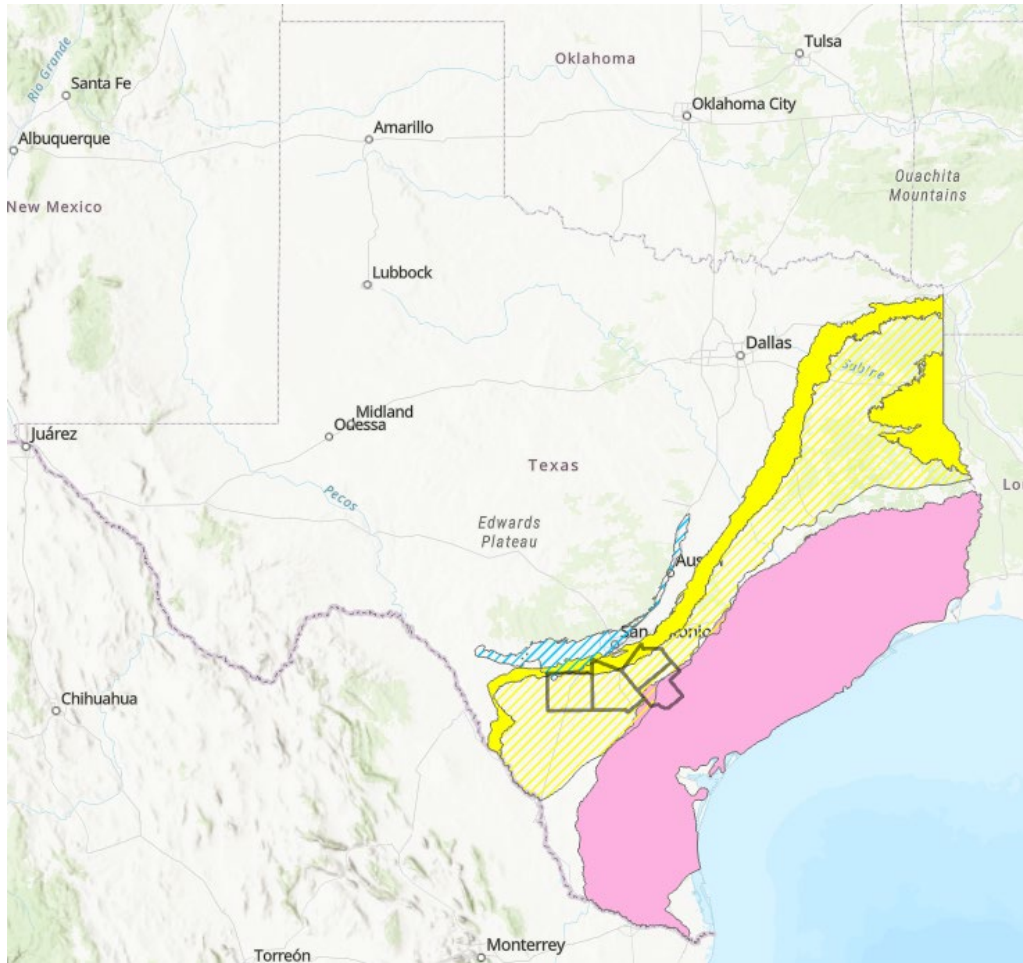 Tulsa
Oklahoma
Rio Grande
Santa Fe
Oklahoma City
Amarillo
Albuquerque
Ouachita
Mountains
New Mexico
Lubbock
Dallas
Sabine
Midland
Odessa
Juárez
Texas
Pecos
Edwards
Plateau
Chihuahua
Monterrey
Torreón